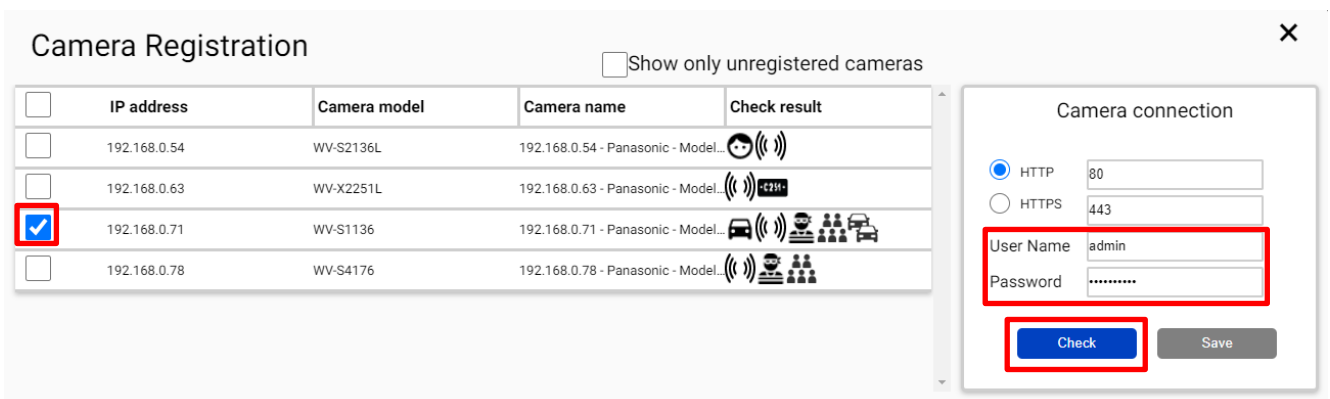 Camera Registration
Show only unregistered cameras
IP address Camera model Camera name Check result
192.168.0.54 WV-S2136L 192.168.0.54 - Panasonic - Model...
192.168.0.63 WV-X2251L 192.168.0.63 - Panasonic - Model... -C251-
192.168.0.71 WV-S1136 192.168.0.71 - Panasonic - Model...
192.168.0.78 WV-S4176 192.168.0.78 - Panasonic - Model...
Camera connection
HTTP 80
HTTPS 443
User Name admin
Password ••••••••••
Check Save